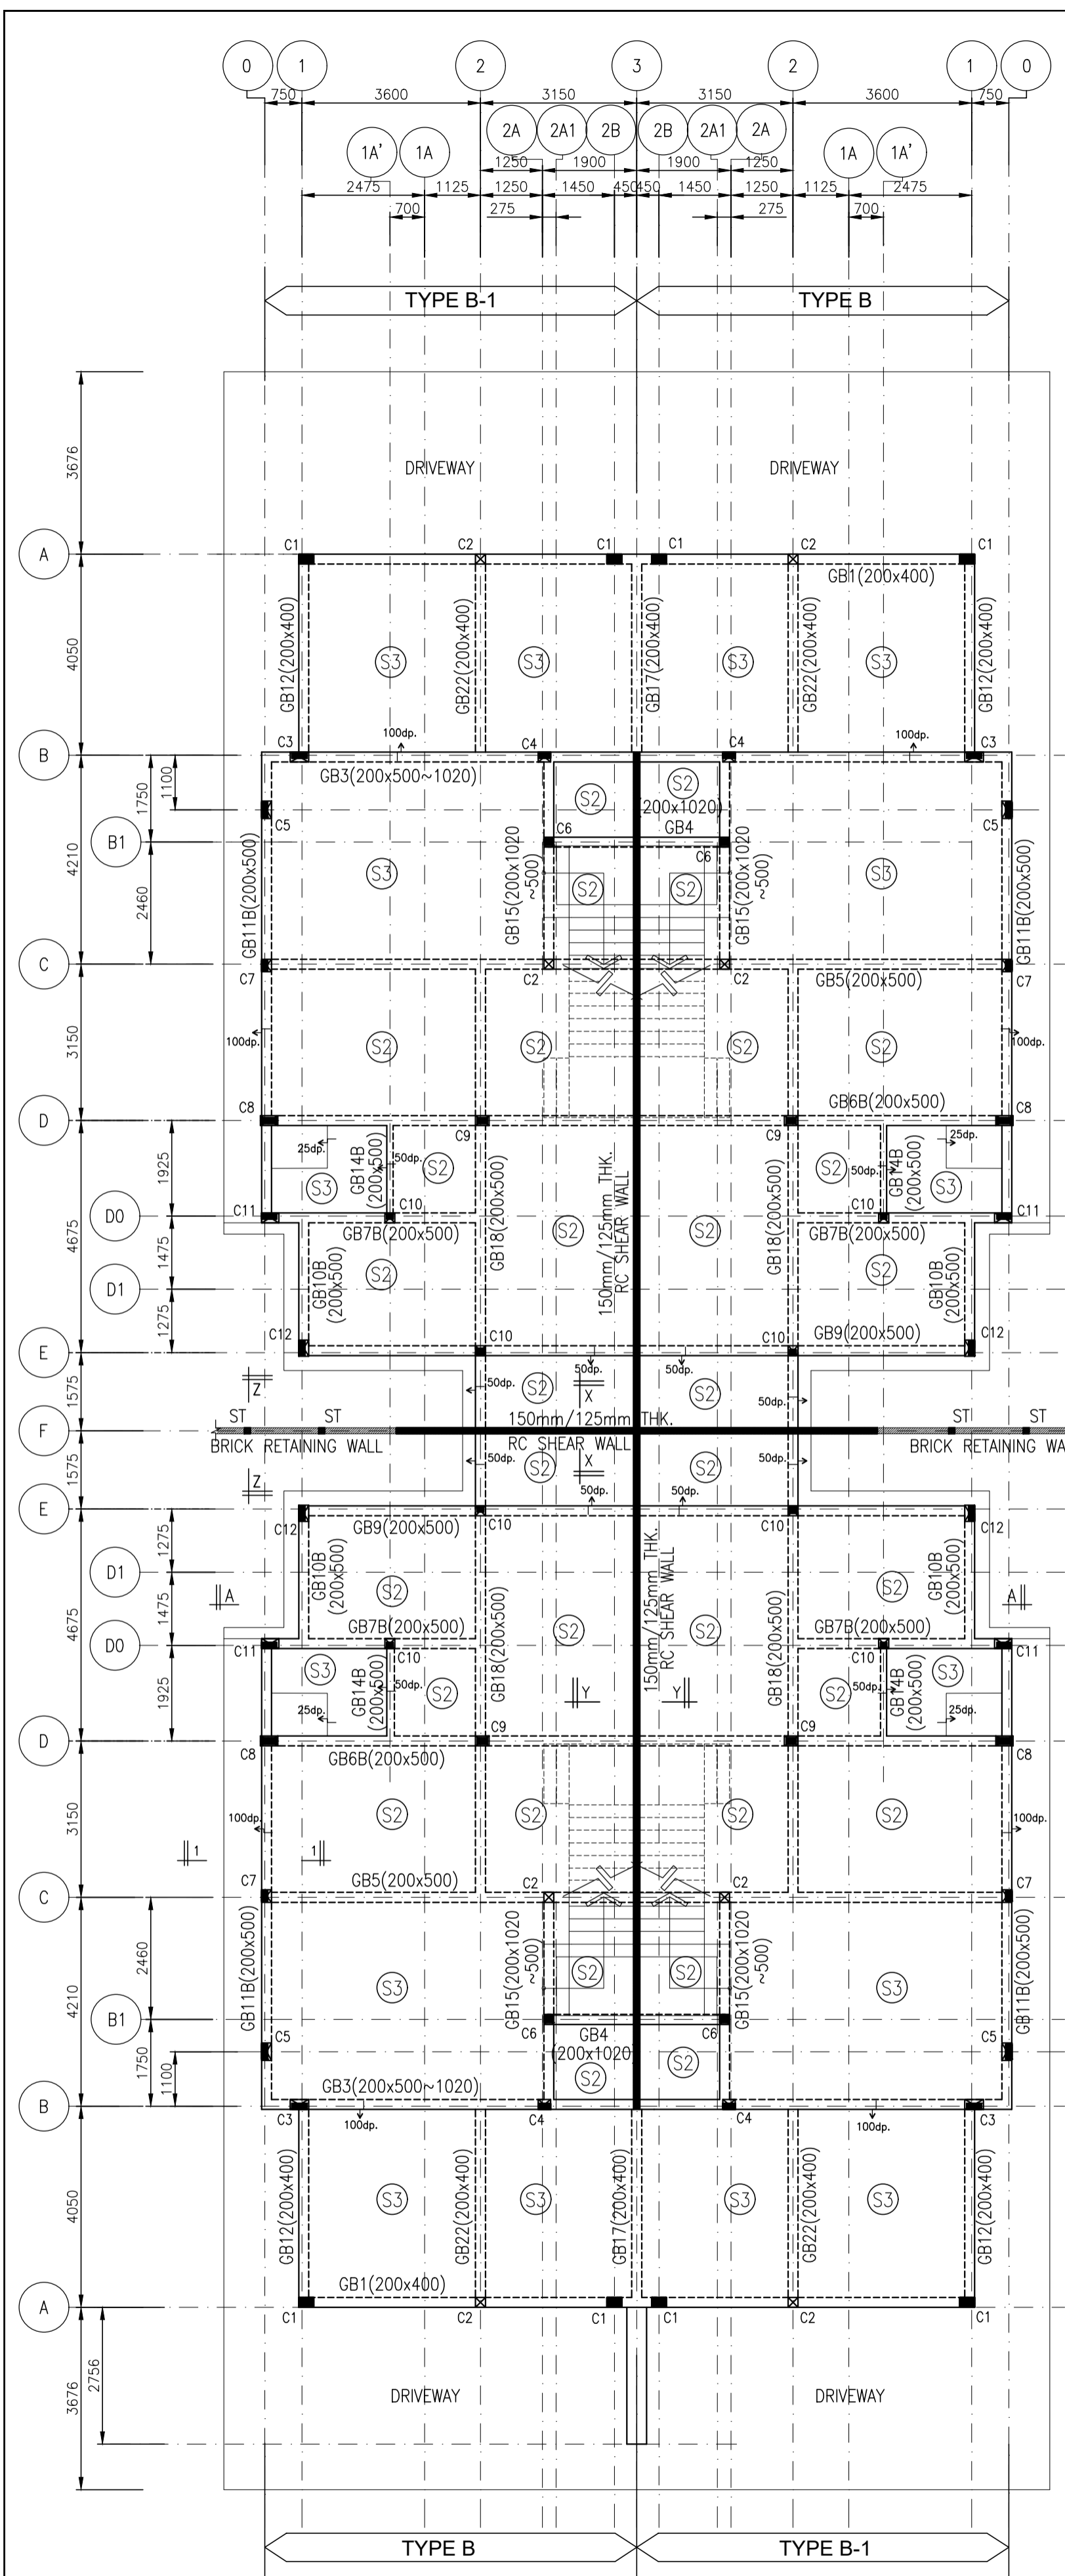 0 1 2 3 2 1 0
750 3600 3150 3150 3600 750
2A 2A1 2B 2B 2A1 2A
1A' 1A 1A 1A'
1250 1900 1900 1250
2475 1125 1250 1450 450 450 1450 1250 1125 2475
700 275 275 700
TYPE B-1 TYPE B
3676
DRIVEWAY DRIVEWAY
A
C1 C2 C1 C1 C2 C1
GB1(200x400)
4050
GB12(200x400) GB22(200x400) GB17(200x400) GB22(200x400) GB12(200x400)
S3 S3 S3 S3
100dp. 100dp.
B
C3 C4 C4 C3
GB3(200x500~1020)
1100
1750
S2 S2
(200x1020)
C5 C5
4210
B1
C6 GB4
C6
GB11B(200x500) GB15(200x1020 ~500) GB15(200x1020 ~500) GB11B(200x500)
S3 S2 S2 S3
2460
C
C7 C2 C2 GB5(200x500) C7
100dp. 100dp.
3150
S2 S2 S2 S2
GB6B(200x500)
D
C8 C9 C9 C8
25dp. 50dp. 50dp. 25dp.
1925
S3 GB14B (200x500) S2 S2 GB14B (200x500) S3
4675
D0
C11 C10 C10 C11
GB7B(200x500) GB7B(200x500)
GB18(200x500) S2 S2 GB18(200x500)
150mm/125mm THK.
RC SHEAR WALL
1475
GB10B (200x500) S2 S2 GB10B (200x500)
D1
1275
C12 C10 C10 GB9(200x500) C12
E
50dp. 50dp.
1575
Z 50dp. S2 X S2 50dp.
ST ST 150mm/125mm THK. ST ST
F
BRICK RETAINING WALL RC SHEAR WALL BRICK RETAINING WA
1575
Z 50dp. S2 X S2 50dp.
50dp. 50dp.
E
C12 GB9(200x500) C10 C10 C12
1275
150mm/125mm THK.
RC SHEAR WALL
D1
A GB10B (200x500) S2 S2 GB10B (200x500) A
1475
4675
GB7B(200x500) S2 S2 GB7B(200x500)
GB18(200x500) GB18(200x500)
D0
C11 C10 C10 C11
1925
S3 GB14B (200x500) 50dp. S2 S2 50dp. GB14B (200x500) S3
25dp. Y Y 25dp.
D
C8 C9 C9 C8
GB6B(200x500)
3150
100dp. S2 S2 S2 S2 100dp.
1 1
C7 GB5(200x500) C2 C2 C7
C
2460
GB11B(200x500) GB15(200x1020 ~500) GB15(200x1020 ~500) GB11B(200x500)
S3 S2 S2 S3
4210
B1
C5 C6 GB4 C6 C5
(200x1020)
1750
1100
S2 S2
GB3(200x500~1020)
B
C3 C4 C4 C3
100dp. 100dp.
4050
GB12(200x400) GB22(200x400) GB17(200x400) GB22(200x400) GB12(200x400)
S3 S3 S3 S3
GB1(200x400)
A
C1 C2 C1 C1 C2 C1
3676
2756
DRIVEWAY DRIVEWAY
TYPE B TYPE B-1